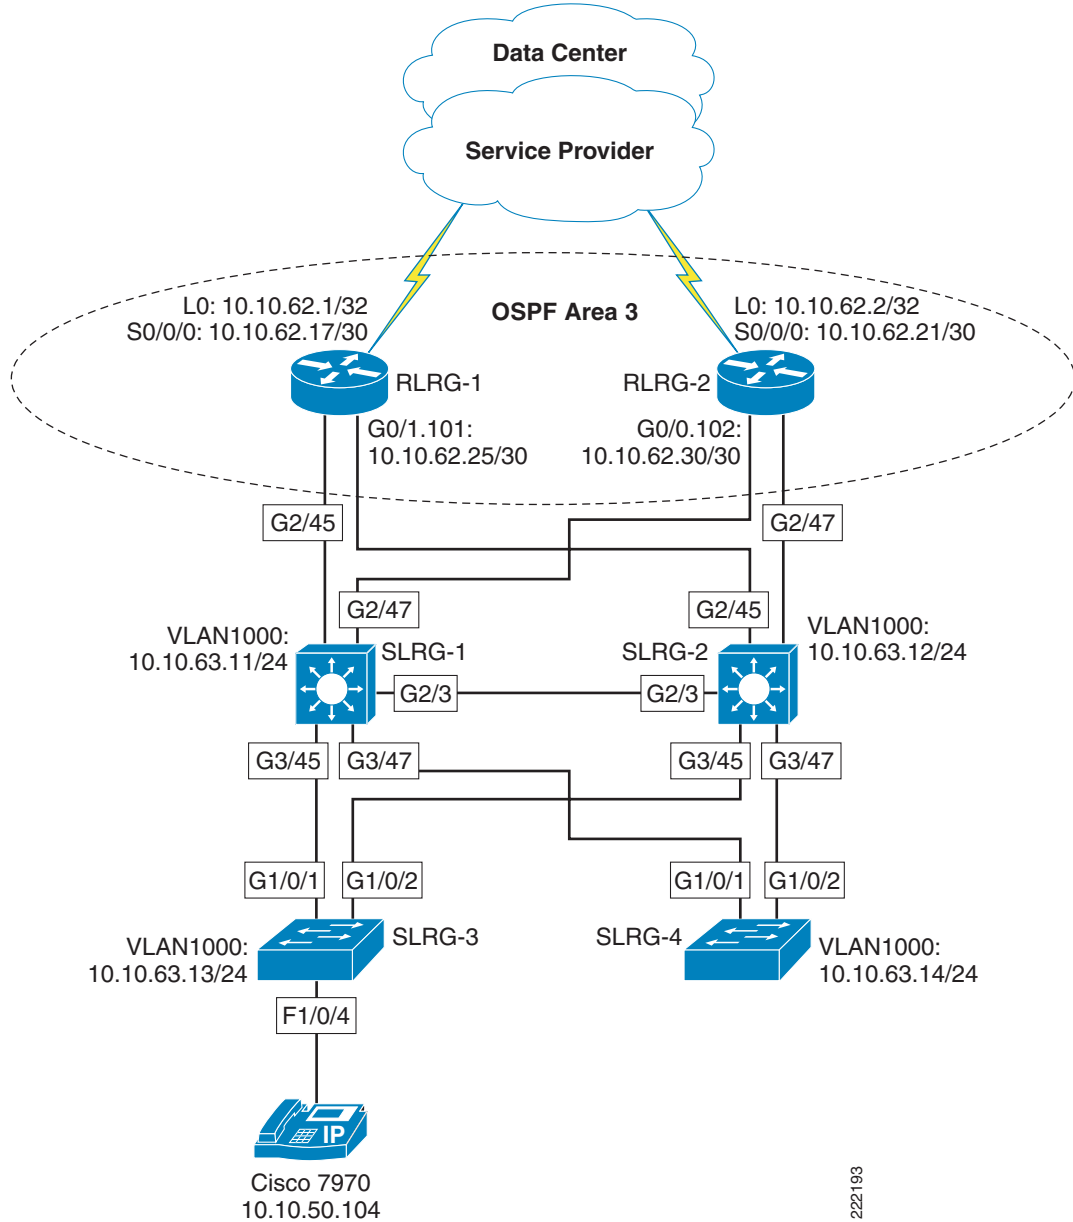 Data Center
Service Provider
OSPF Area 3
L0: 10.10.62.1/32
S0/0/0: 10.10.62.17/30
L0: 10.10.62.2/32
S0/0/0: 10.10.62.21/30
RLRG-1
RLRG-2
G0/1.101:
10.10.62.25/30
G0/0.102:
10.10.62.30/30
G2/45
G2/47
G2/47
G2/45
VLAN1000:
10.10.63.11/24
SLRG-1
SLRG-2
VLAN1000:
10.10.63.12/24
G2/3
G2/3
G3/45
G3/47
G3/45
G3/47
G1/0/1
G1/0/2
G1/0/1
G1/0/2
VLAN1000:
10.10.63.13/24
SLRG-3
SLRG-4
VLAN1000:
10.10.63.14/24
F1/0/4
IP
Cisco 7970
10.10.50.104
222193